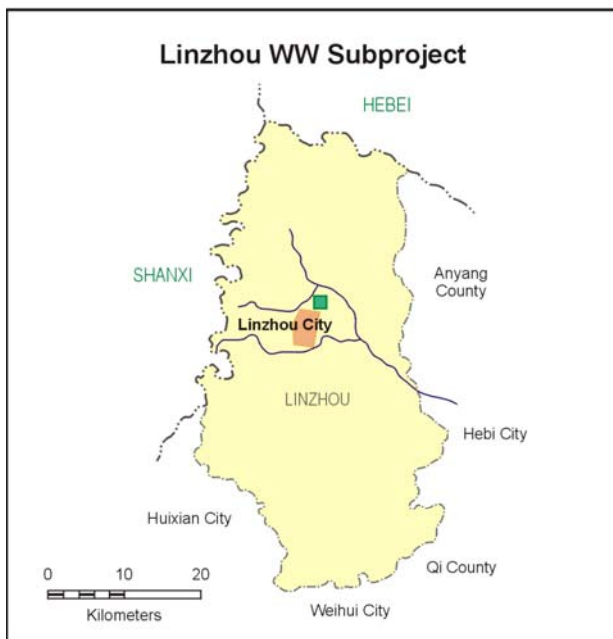 Linzhou WW Subproject
HEBEI
SHANXI
Anyang
County
Linzhou City
LINZHOU
Hebi City
Huixian City
Qi County
0 10 20
Kilometers
Weihui City